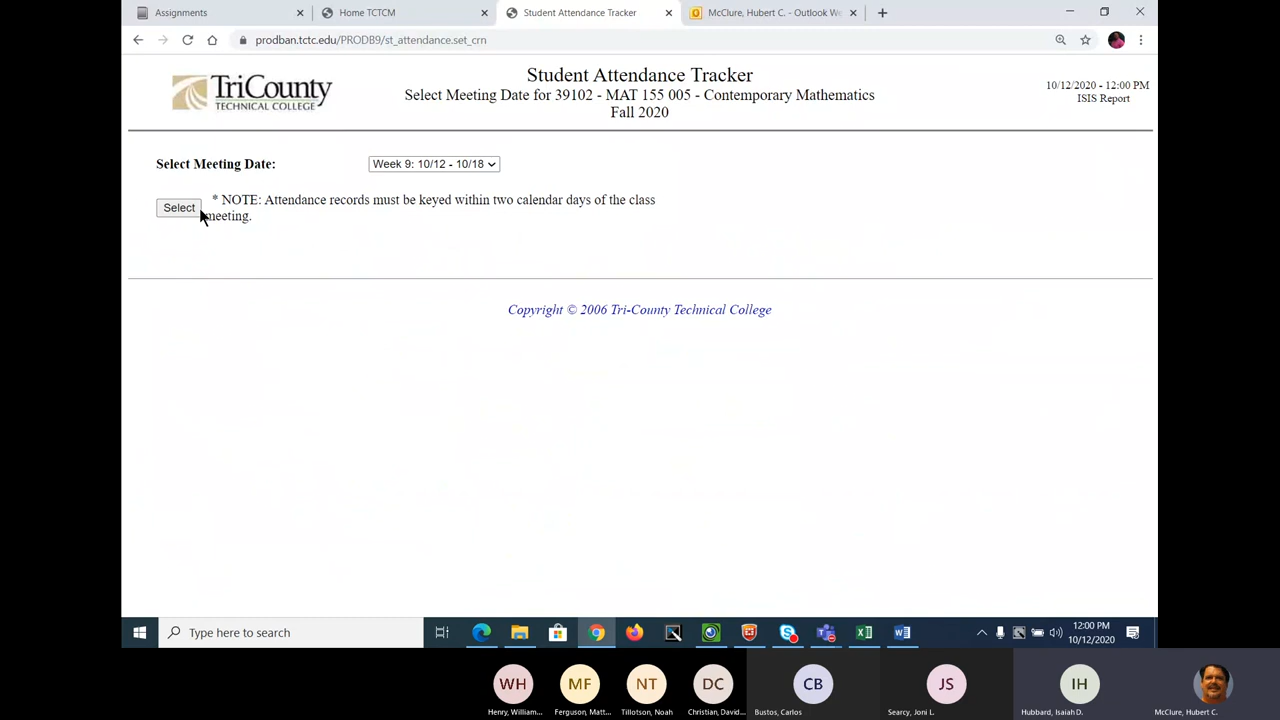 Assignments
Home TCTCM
Student Attendance Tracker
McClure, Hubert C. - Outlook W
prodban.tctc.edu/PRODB9/st_attendance.set_crn
TriCounty
TECHNICAL COLLEGE
Student Attendance Tracker
Select Meeting Date for 39102 - MAT 155 005 - Contemporary Mathematics
Fall 2020
10/12/2020 - 12:00 PM
ISIS Report
Select Meeting Date:
Week 9: 10/12 - 10/18
Select
* NOTE: Attendance records must be keyed within two calendar days of the class
meeting.
Copyright © 2006 Tri-County Technical College
Type here to search
12:00 PM
10/12/2020
WH
MF
NT
DC
CB
JS
IH
Henry, William...
Ferguson, Matt...
Tillotson, Noah
Christian, David...
Bustos, Carlos
Searcy, Joni L.
Hubbard, Isaiah D.
McClure, Hubert C.